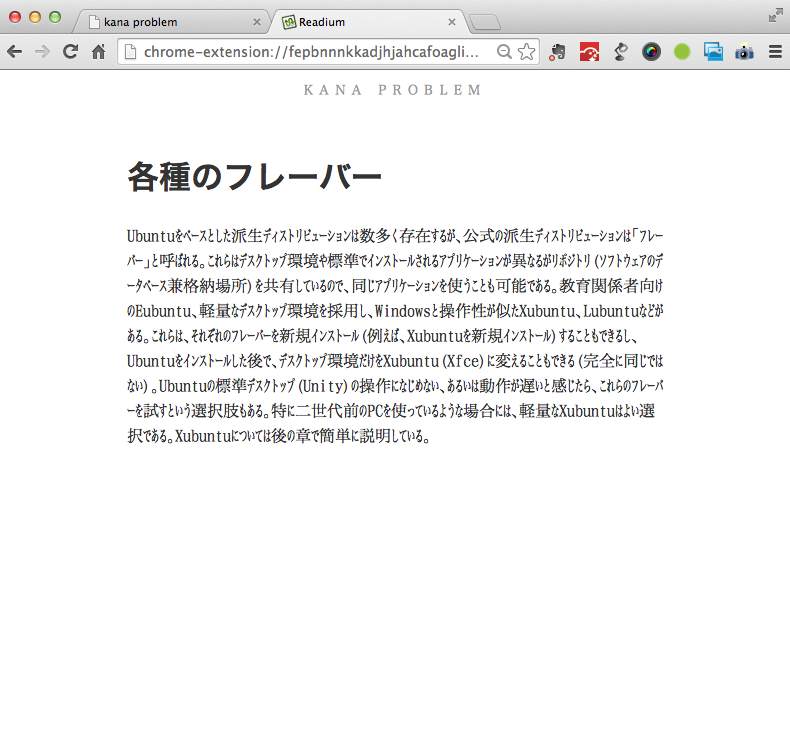 kana problem
Readium
chrome-extension://fepbnnnkkadjhjahcafoagli...
KANA PROBLEM
各種のフレーバー
Ubuntuをベースとした派生ディストリビューションは数多く存在するが、公式の派生ディストリビューションは「フレー
バー」と呼ばれる。これらはデスクトップ環境や標準でインストールされるアプリケーションが異なるがリポジトリ (ソフトウェアのデ
ータベース兼格納場所) を共有しているので、同じアプリケーションを使うことも可能である。教育関係者向け
のEubuntu、軽量なデスクトップ環境を採用し、Windowsと操作性が似たXubuntu、Lubuntuなどが
ある。これらは、それぞれのフレーバーを新規インストール (例えば、Xubuntuを新規インストール) することもできるし、
Ubuntuをインストールした後で、デスクトップ環境だけをXubuntu (Xfce) に変えることもできる (完全に同じでは
ない) 。Ubuntuの標準デスクトップ (Unity) の操作になじめない、あるいは動作が遅いと感じたら、これらのフレーバ
ーを試すという選択肢もある。特に二世代前のPCを使っているような場合には、軽量なXubuntuはよい選
択である。Xubuntuについては後の章で簡単に説明している。